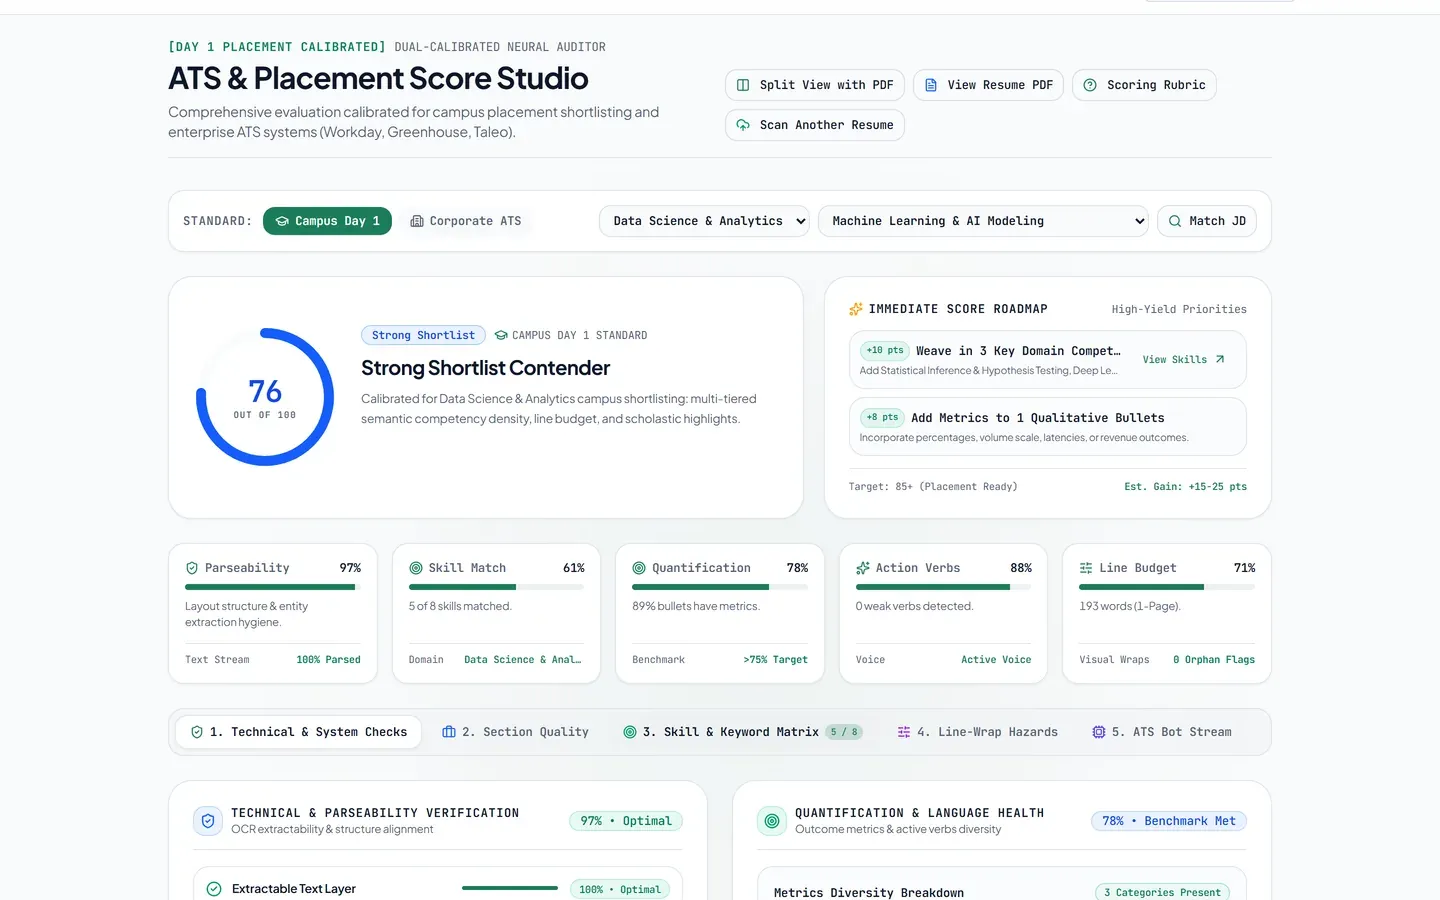 [DAY 1 PLACEMENT CALIBRATED] DUAL-CALIBRATED NEURAL AUDITOR
ATS & Placement Score Studio
Comprehensive evaluation calibrated for campus placement shortlisting and
enterprise ATS systems (Workday, Greenhouse, Taleo).
Split View with PDF
View Resume PDF
Scoring Rubric
Scan Another Resume
STANDARD:
Campus Day 1
Corporate ATS
Data Science & Analytics
Machine Learning & AI Modeling
Match JD
76
OUT OF 100
Strong Shortlist
CAMPUS DAY 1 STANDARD
Strong Shortlist Contender
Calibrated for Data Science & Analytics campus shortlisting: multi-tiered
semantic competency density, line budget, and scholastic highlights.
IMMEDIATE SCORE ROADMAP
High-Yield Priorities
+10 pts Weave in 3 Key Domain Compet…
Add Statistical Inference & Hypothesis Testing, Deep Le…
View Skills
+8 pts Add Metrics to 1 Qualitative Bullets
Incorporate percentages, volume scale, latencies, or revenue outcomes.
Target: 85+ (Placement Ready)
Est. Gain: +15-25 pts
Parseability 97%
Layout structure & entity
extraction hygiene.
Text Stream 100% Parsed
Skill Match 61%
5 of 8 skills matched.
Domain Data Science & Anal…
Quantification 78%
89% bullets have metrics.
Benchmark >75% Target
Action Verbs 88%
0 weak verbs detected.
Voice Active Voice
Line Budget 71%
193 words (1-Page).
Visual Wraps 0 Orphan Flags
1. Technical & System Checks
2. Section Quality
3. Skill & Keyword Matrix 5 / 8
4. Line-Wrap Hazards
5. ATS Bot Stream
TECHNICAL & PARSEABILITY VERIFICATION
OCR extractability & structure alignment
97% • Optimal
Extractable Text Layer
100% • Optimal
QUANTIFICATION & LANGUAGE HEALTH
Outcome metrics & active verbs diversity
78% • Benchmark Met
Metrics Diversity Breakdown
3 Categories Present